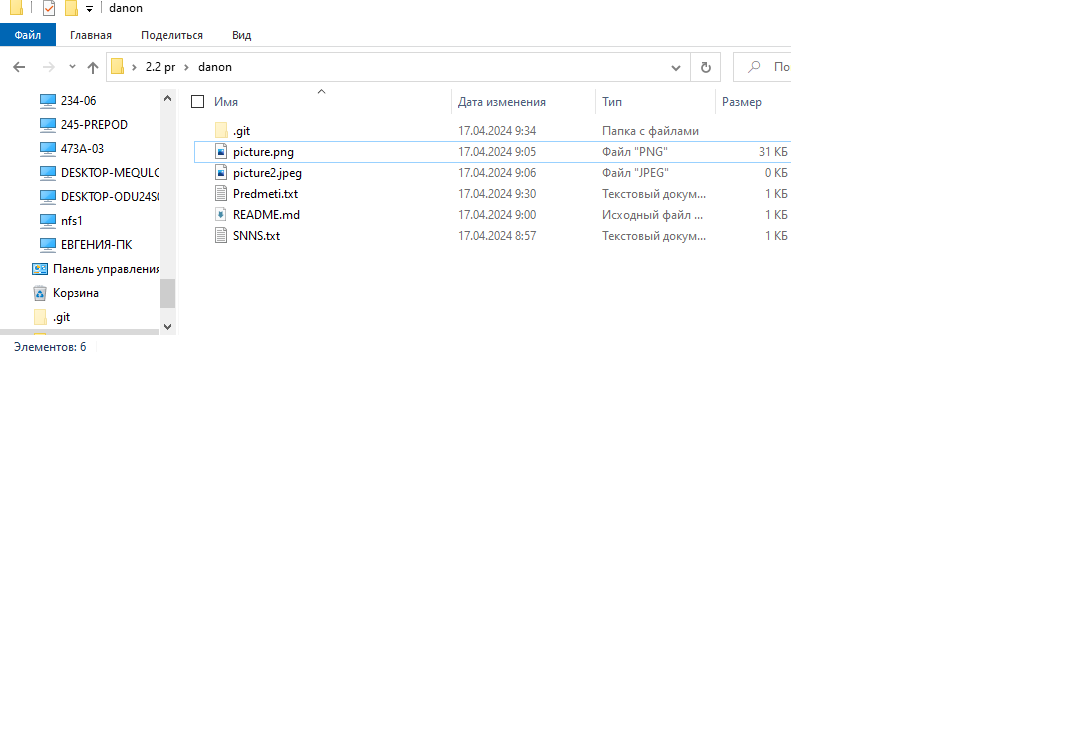 danon
Файл Главная Поделиться Вид
2.2 pr danon По
Имя Дата изменения Тип Размер
.git 17.04.2024 9:34 Папка с файлами
picture.png 17.04.2024 9:05 Файл "PNG" 31 КБ
picture2.jpeg 17.04.2024 9:06 Файл "JPEG" 0 КБ
Predmeti.txt 17.04.2024 9:30 Текстовый докум... 1 КБ
README.md 17.04.2024 9:00 Исходный файл ... 1 КБ
SNNS.txt 17.04.2024 8:57 Текстовый докум... 1 КБ
234-06
245-PREPOD
473A-03
DESKTOP-MEQULC
DESKTOP-ODU24S
nfs1
ЕВГЕНИЯ-ПК
Панель управления
Корзина
.git
Элементов: 6